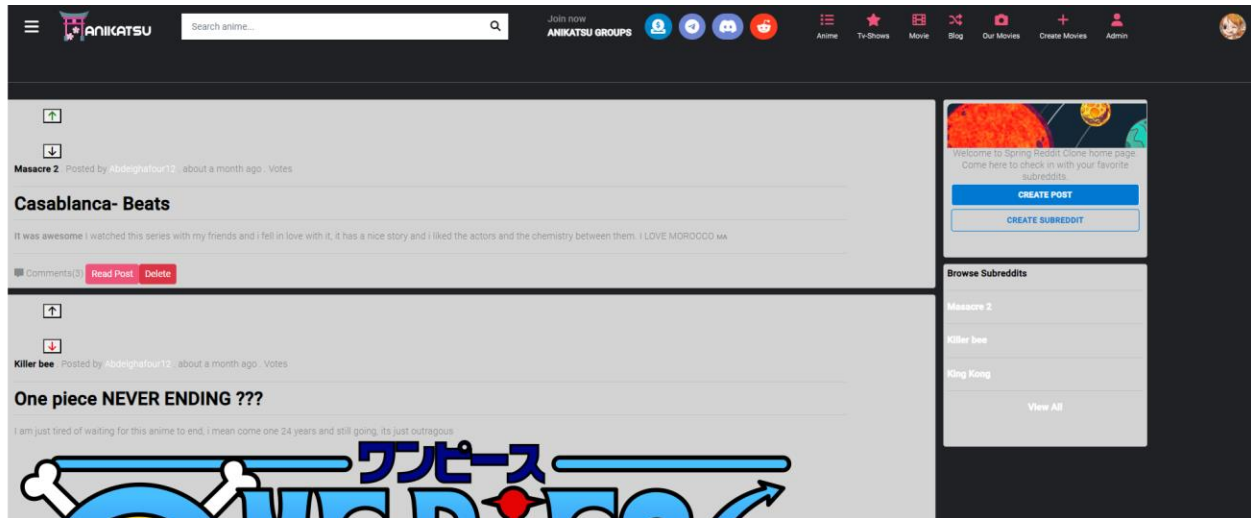 ANIKATSU
Search anime...
Join now
ANIKATSU GROUPS
Anime
Tv-Shows
Movie
Blog
Our Movies
Create Movies
Admin
Masacre 2 . Posted by Abdelghafour12 . about a month ago . Votes
Casablanca- Beats
It was awesome I watched this series with my friends and i fell in love with it, it has a nice story and i liked the actors and the chemistry between them. I LOVE MOROCCO MA
Comments(3) Read Post Delete
Killer bee . Posted by Abdelghafour12 . about a month ago . Votes
One piece NEVER ENDING ???
I am just tired of waiting for this anime to end, i mean come one 24 years and still going, its just outragous
ワンピース
ONE PIECE
Welcome to Spring Reddit Clone home page.
Come here to check in with your favorite
subreddits.
CREATE POST
CREATE SUBREDDIT
Browse Subreddits
Masacre 2
Killer bee
King Kong
View All